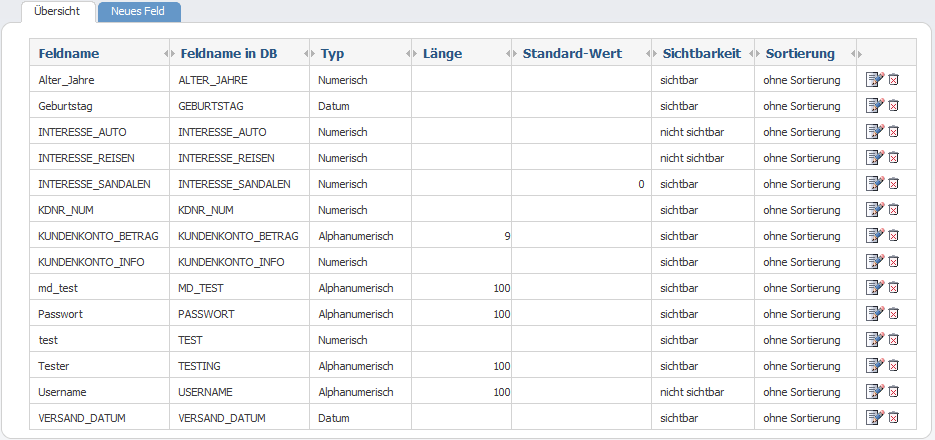 Übersicht Neues Feld
Feldname Feldname in DB Typ Länge Standard-Wert Sichtbarkeit Sortierung
Alter_Jahre ALTER_JAHRE Numerisch sichtbar ohne Sortierung
Geburtstag GEBURTSTAG Datum sichtbar ohne Sortierung
INTERESSE_AUTO INTERESSE_AUTO Numerisch nicht sichtbar ohne Sortierung
INTERESSE_REISEN INTERESSE_REISEN Numerisch nicht sichtbar ohne Sortierung
INTERESSE_SANDALEN INTERESSE_SANDALEN Numerisch 0 sichtbar ohne Sortierung
KDNR_NUM KDNR_NUM Numerisch sichtbar ohne Sortierung
KUNDENKONTO_BETRAG KUNDENKONTO_BETRAG Alphanumerisch 9 sichtbar ohne Sortierung
KUNDENKONTO_INFO KUNDENKONTO_INFO Numerisch sichtbar ohne Sortierung
md_test MD_TEST Alphanumerisch 100 sichtbar ohne Sortierung
Passwort PASSWORT Alphanumerisch 100 sichtbar ohne Sortierung
test TEST Numerisch sichtbar ohne Sortierung
Tester TESTING Alphanumerisch 100 sichtbar ohne Sortierung
Username USERNAME Alphanumerisch 100 nicht sichtbar ohne Sortierung
VERSAND_DATUM VERSAND_DATUM Datum sichtbar ohne Sortierung